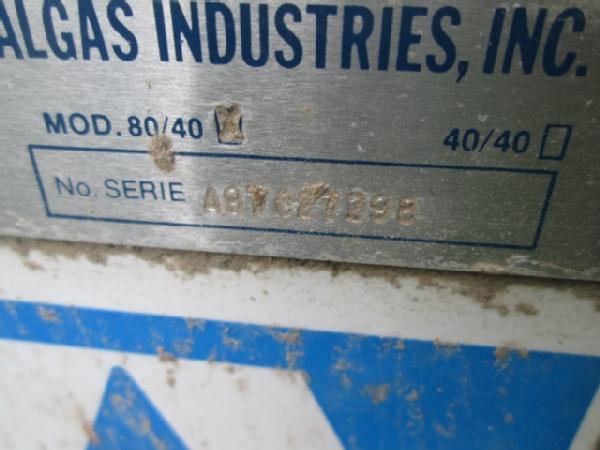 ALGAS INDUSTRIES, INC.
MOD. 80/40 40/40
No. SERIE